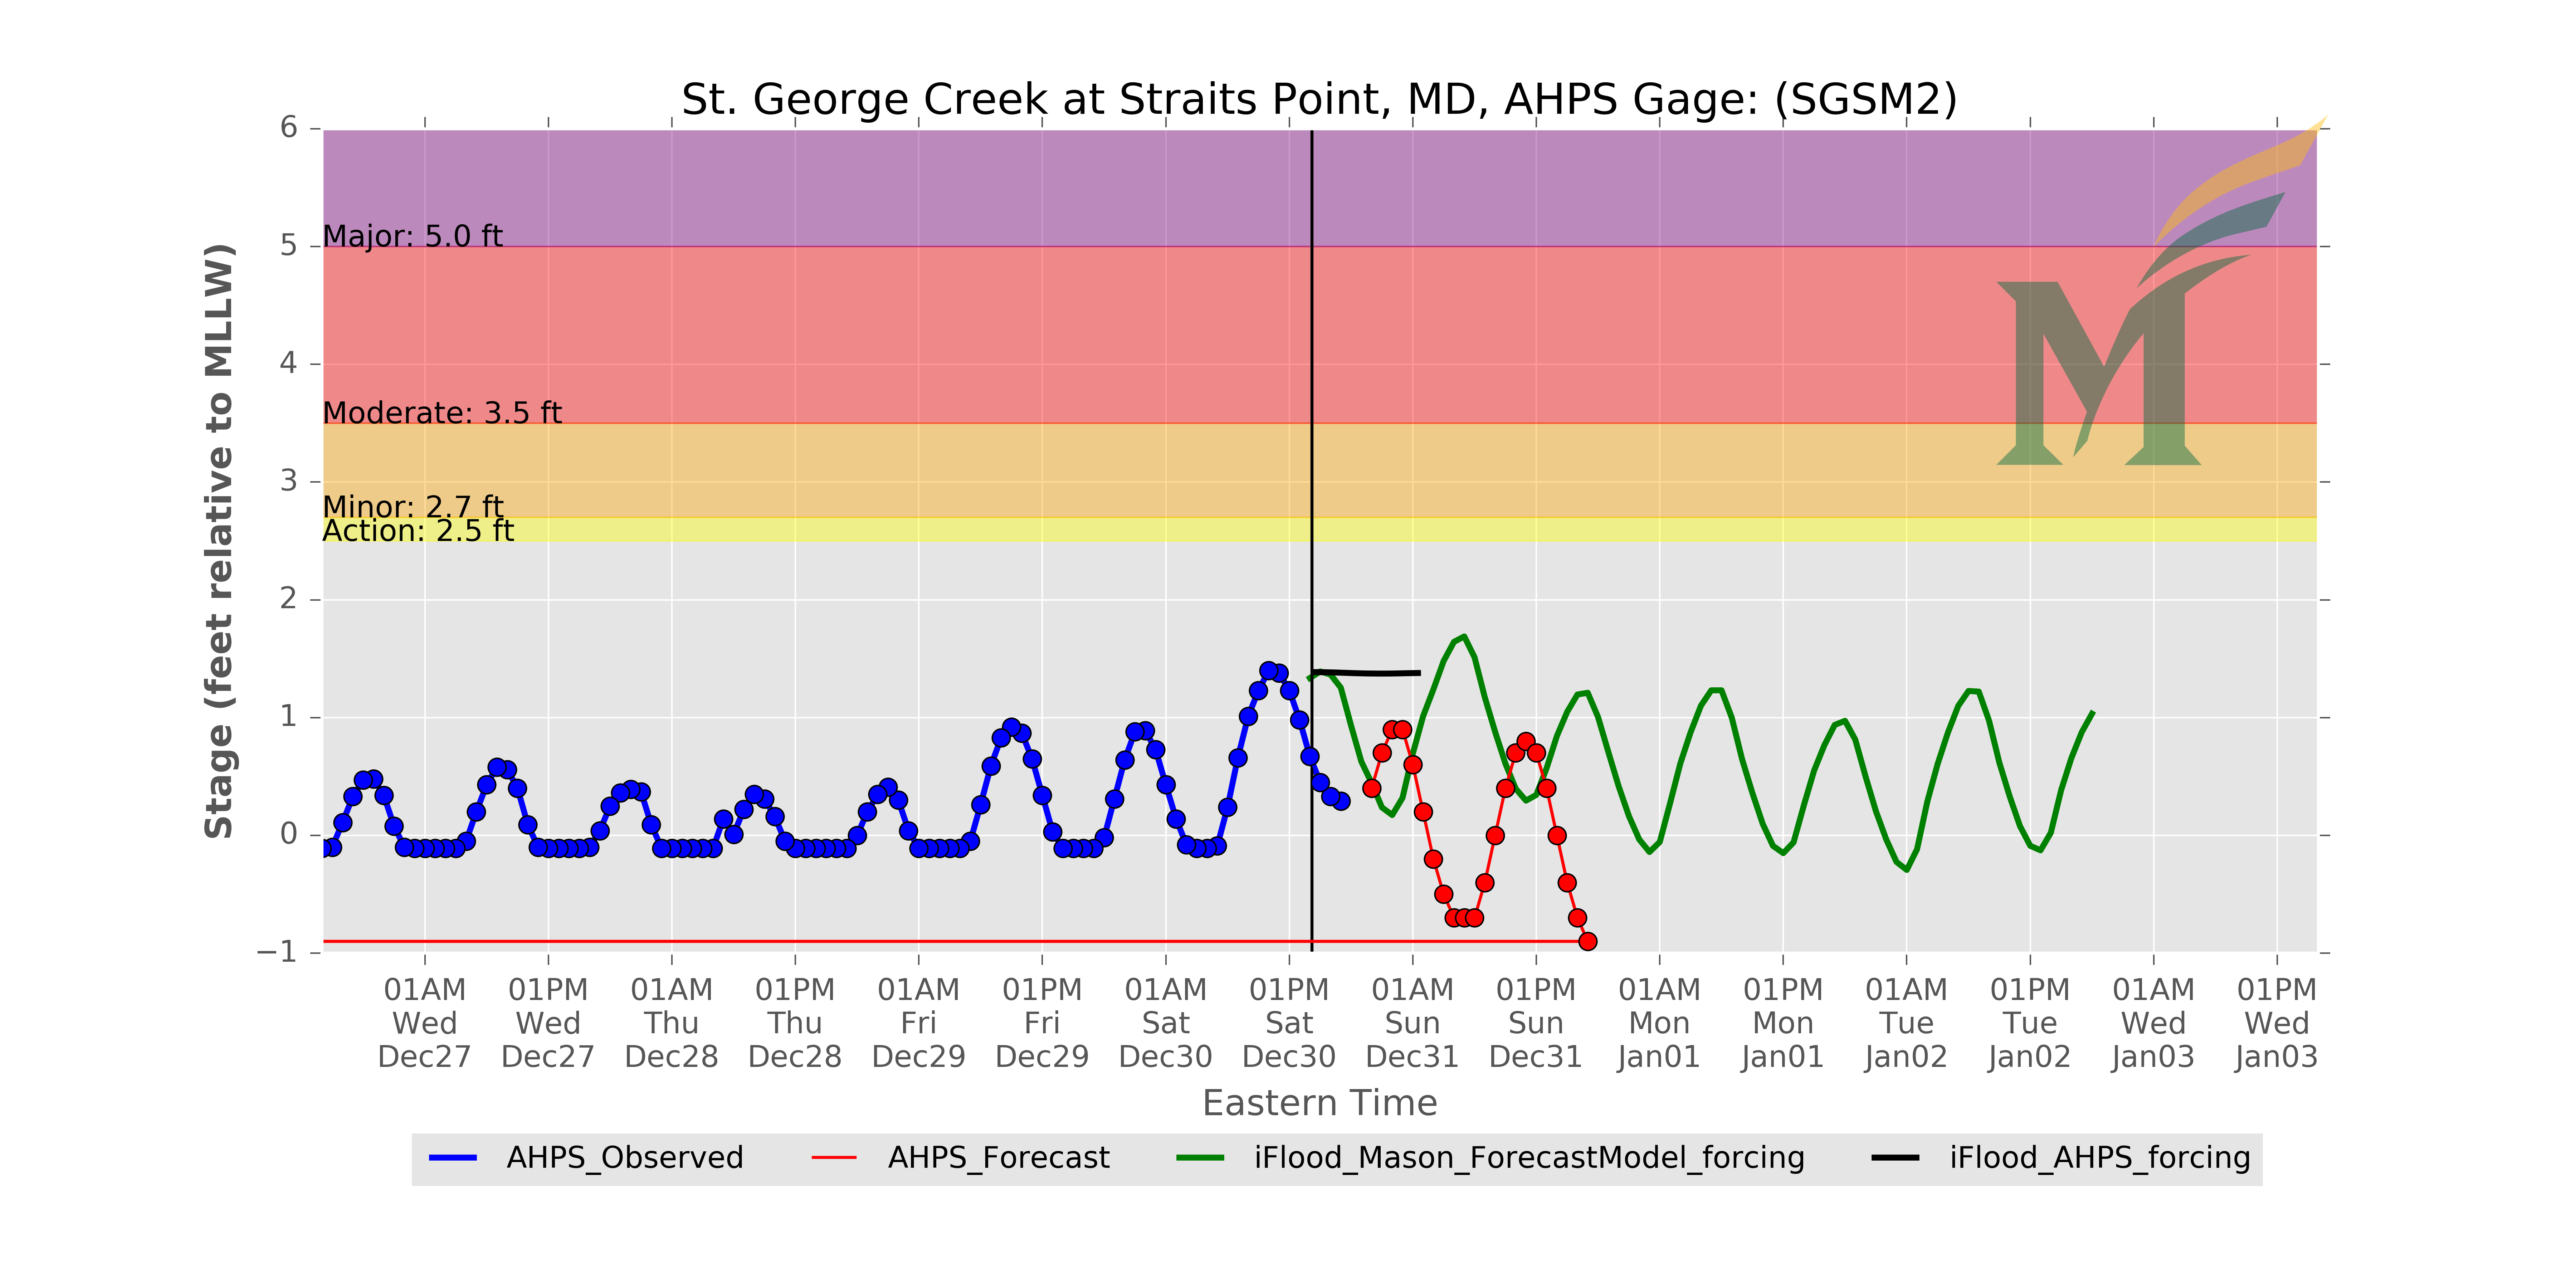 St. George Creek at Straits Point, MD, AHPS Gage: (SGSM2)
Stage (feet relative to MLLW)
6
5
4
3
2
1
0
−1
Major: 5.0 ft
Moderate: 3.5 ft
Minor: 2.7 ft
Action: 2.5 ft
M
01AM 01PM 01AM 01PM 01AM 01PM 01AM 01PM 01AM 01PM 01AM 01PM 01AM 01PM 01AM 01PM
Wed Wed Thu Thu Fri Fri Sat Sat Sun Sun Mon Mon Tue Tue Wed Wed
Dec27 Dec27 Dec28 Dec28 Dec29 Dec29 Dec30 Dec30 Dec31 Dec31 Jan01 Jan01 Jan02 Jan02 Jan03 Jan03
Eastern Time
AHPS_Observed AHPS_Forecast iFlood_Mason_ForecastModel_forcing iFlood_AHPS_forcing